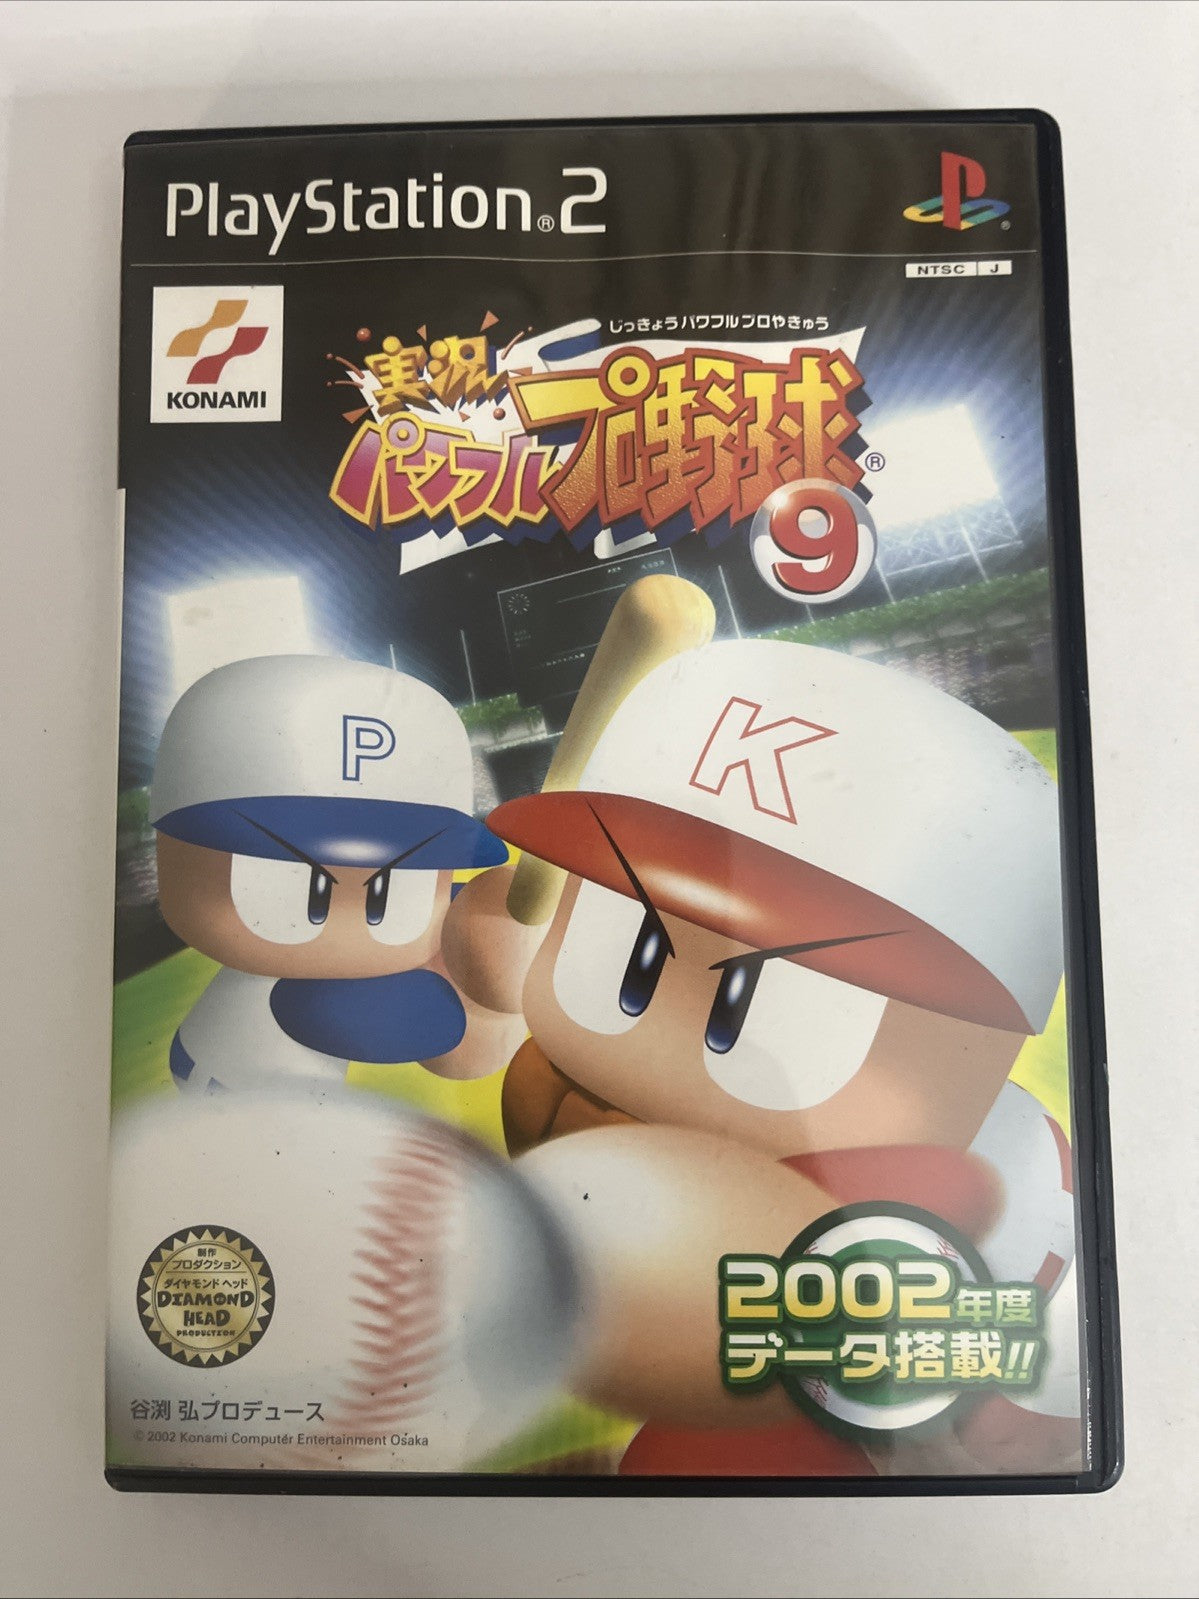 PlayStation®2
NTSC J
KONAMI
じっきょうパワフルプロやきゅう
実況
パワフルプロ野球®
9
P
K
制作
プロダクション
ダイヤモンドヘッド
DIAMOND
HEAD
PRODUCTION
2002年度
データ搭載!!
谷渕 弘プロデュース
© 2002 Konami Computer Entertainment Osaka